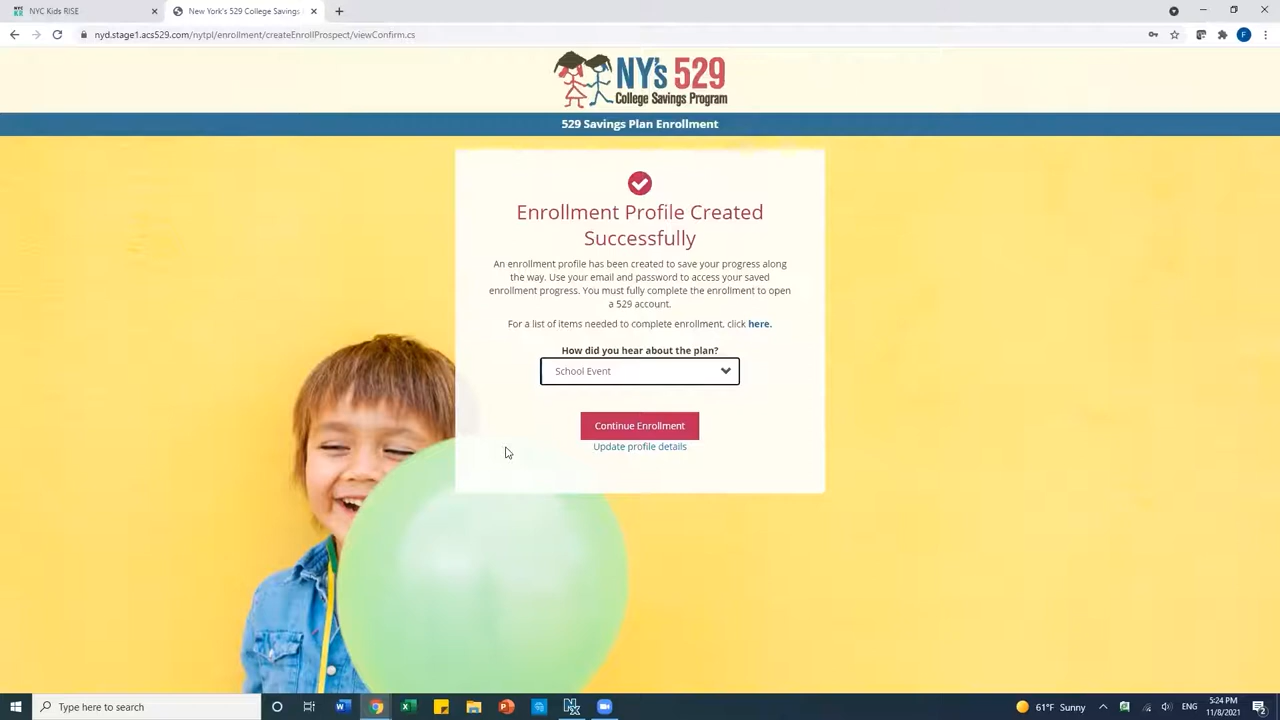 NYC Kids RISE
New York's 529 College Savings
nyd.stage1.acs529.com/nytpl/enrollment/createEnrollProspect/viewConfirm.cs
F
NY's 529
College Savings Program
529 Savings Plan Enrollment
Enrollment Profile Created
Successfully
An enrollment profile has been created to save your progress along
the way. Use your email and password to access your saved
enrollment progress. You must fully complete the enrollment to open
a 529 account.
For a list of items needed to complete enrollment, click here.
How did you hear about the plan?
School Event
Continue Enrollment
Update profile details
Type here to search
61°F Sunny
ENG
5:24 PM
11/8/2021
2